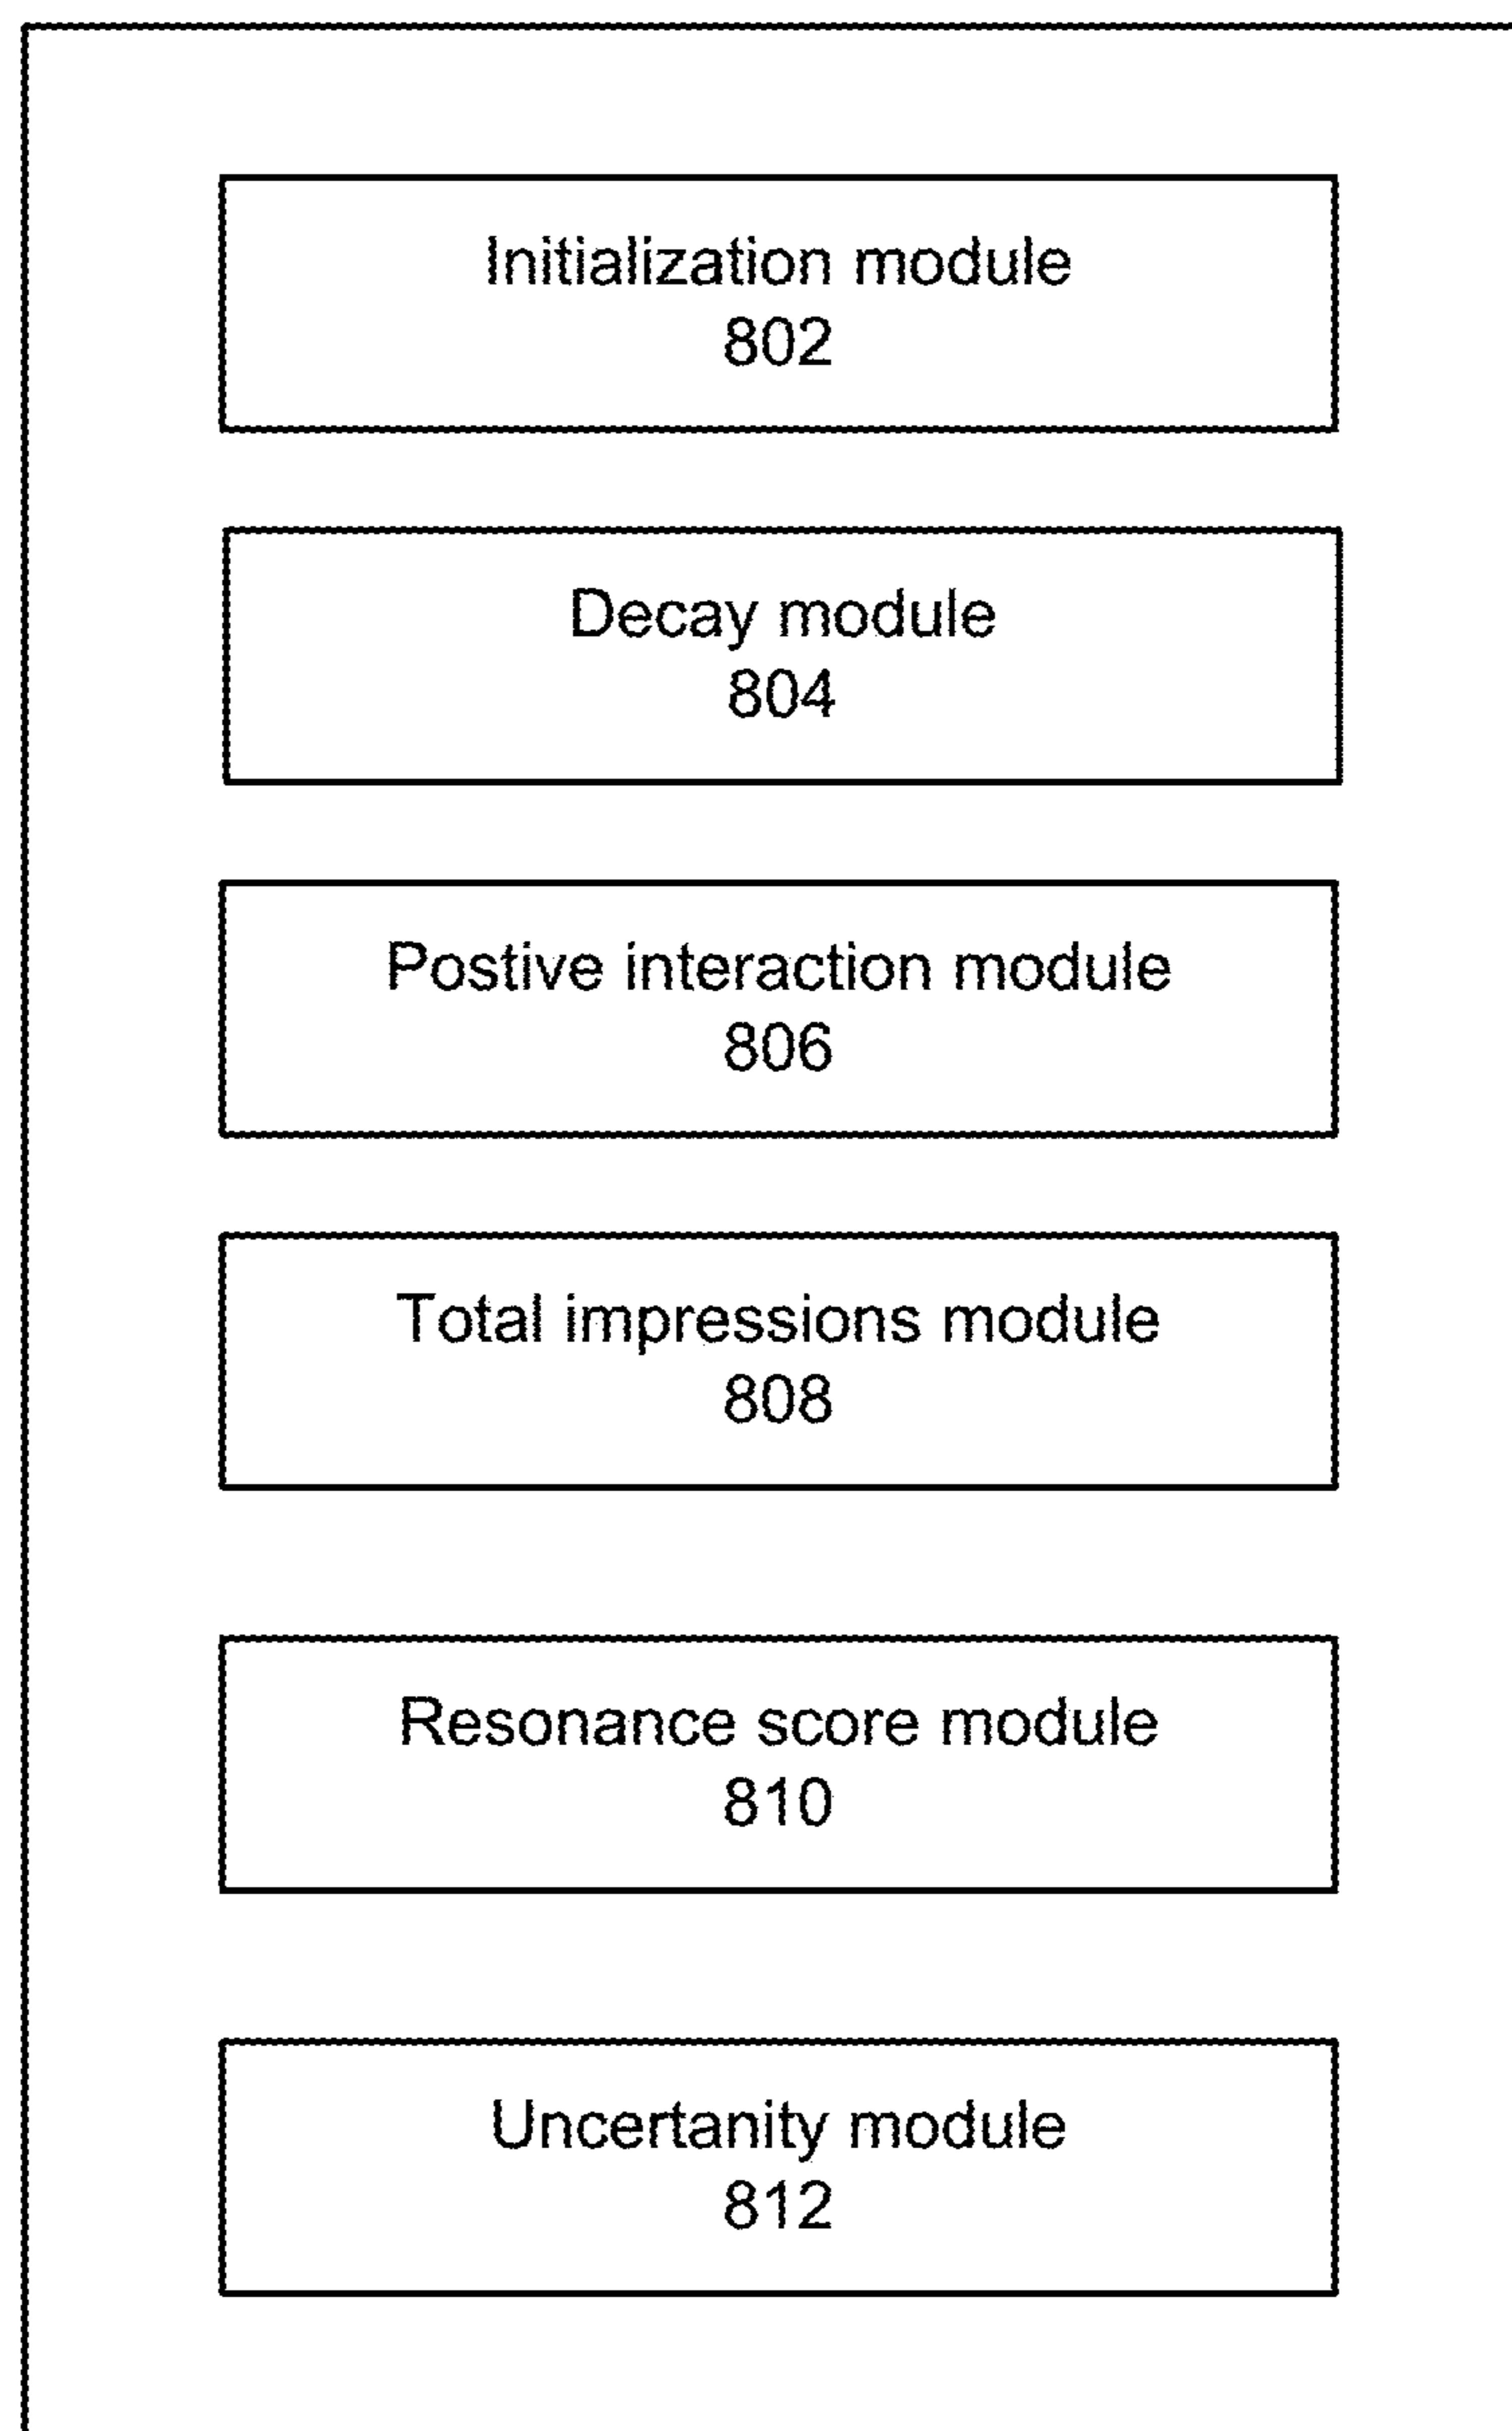 Initialization module
802
Decay module
804
Postive interaction module
806
Total impressions module
808
Resonance score module
810
Uncertanity module
812